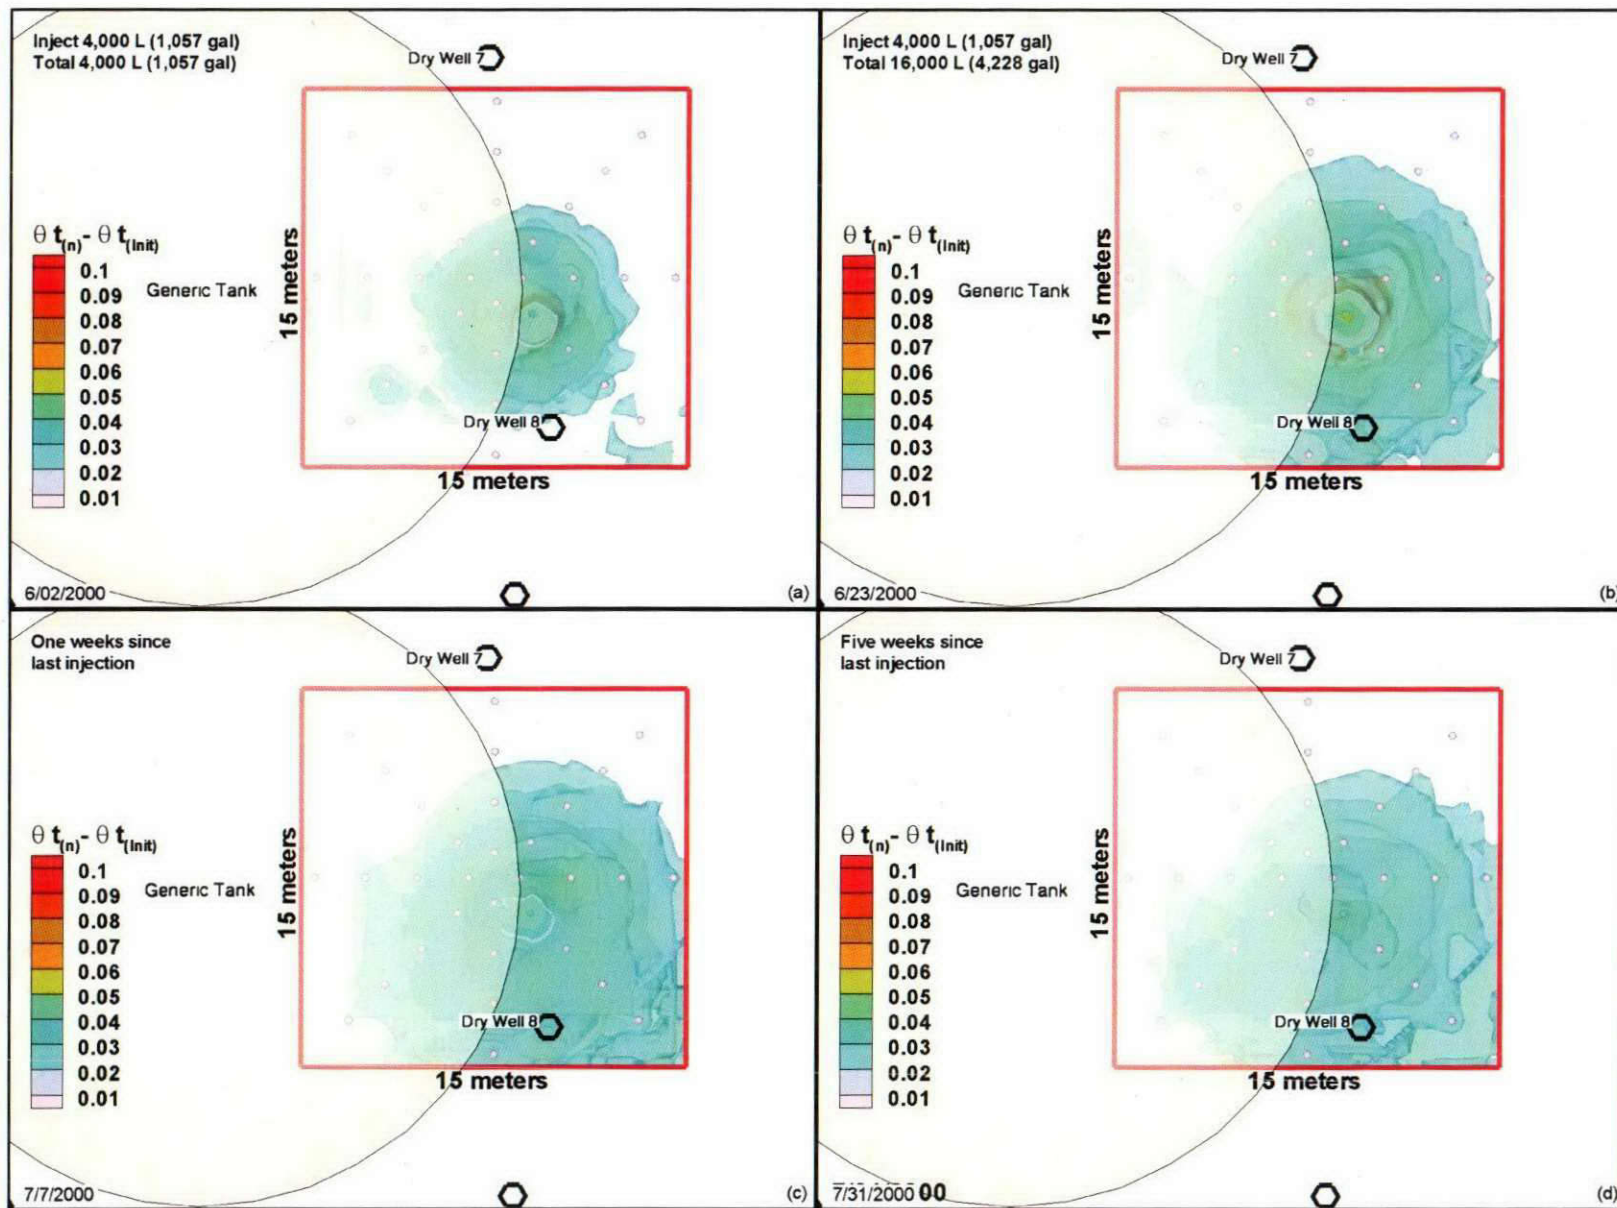 Inject 4,000 L (1,057 gal)
Total 4,000 L (1,057 gal)
Dry Well 7
θ t(n) - θ t(Init)
0.1
0.09
0.08
0.07
0.06
0.05
0.04
0.03
0.02
0.01
Generic Tank
15 meters
Dry Well 8
15 meters
6/02/2000
(a)
Inject 4,000 L (1,057 gal)
Total 16,000 L (4,228 gal)
Dry Well 7
θ t(n) - θ t(Init)
0.1
0.09
0.08
0.07
0.06
0.05
0.04
0.03
0.02
0.01
Generic Tank
15 meters
Dry Well 8
15 meters
6/23/2000
(b)
One weeks since
last injection
Dry Well 7
θ t(n) - θ t(Init)
0.1
0.09
0.08
0.07
0.06
0.05
0.04
0.03
0.02
0.01
Generic Tank
15 meters
Dry Well 8
15 meters
7/7/2000
(c)
Five weeks since
last injection
Dry Well 7
θ t(n) - θ t(Init)
0.1
0.09
0.08
0.07
0.06
0.05
0.04
0.03
0.02
0.01
Generic Tank
15 meters
Dry Well 8
15 meters
7/31/2000
(d)